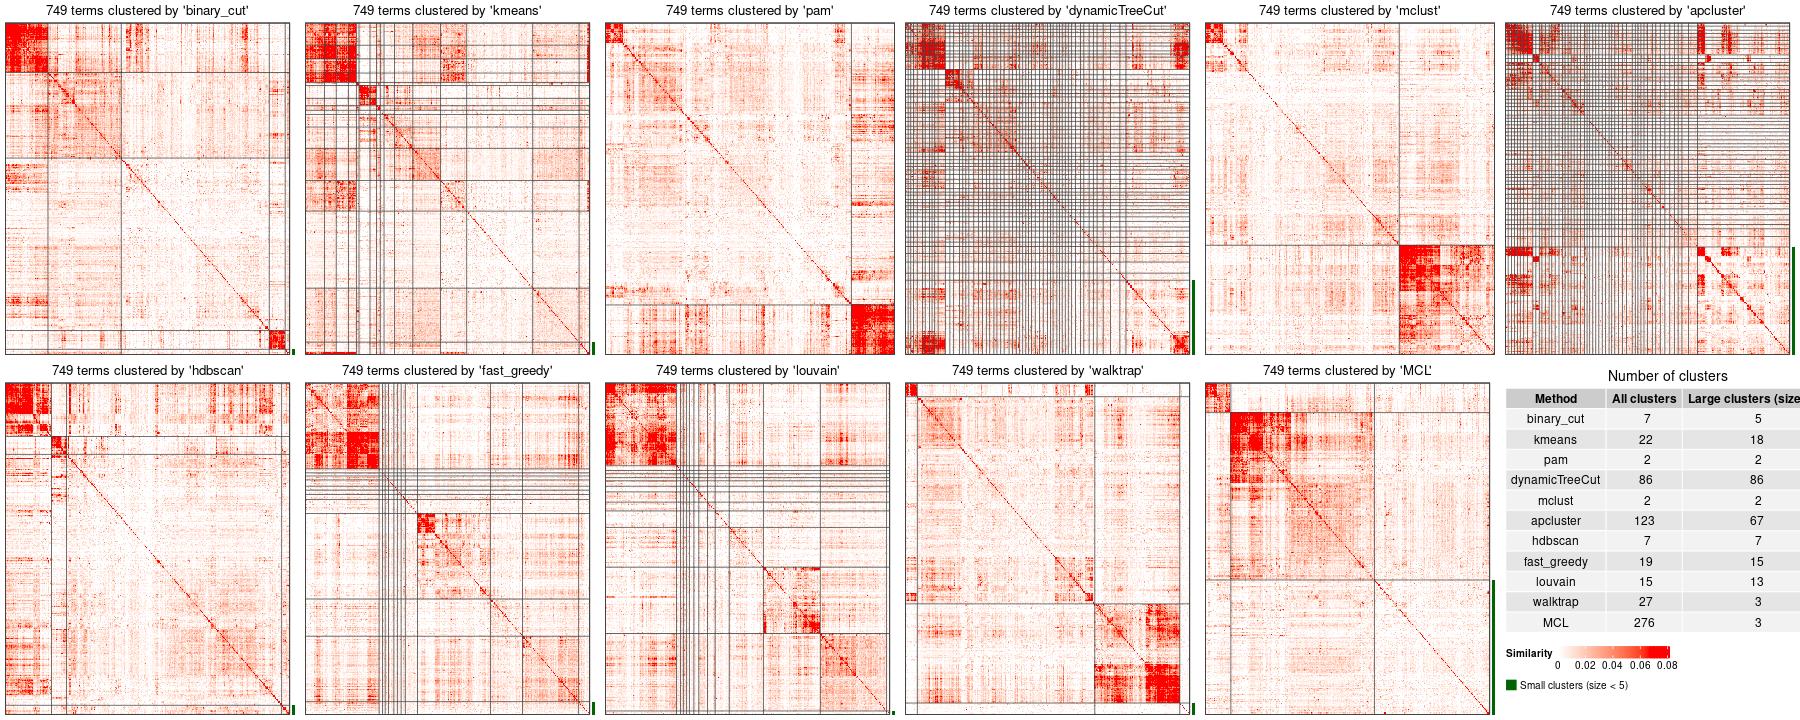 749 terms clustered by 'binary_cut'
749 terms clustered by 'kmeans'
749 terms clustered by 'pam'
749 terms clustered by 'dynamicTreeCut'
749 terms clustered by 'mclust'
749 terms clustered by 'apcluster'
749 terms clustered by 'hdbscan'
749 terms clustered by 'fast_greedy'
749 terms clustered by 'louvain'
749 terms clustered by 'walktrap'
749 terms clustered by 'MCL'
Number of clusters
Method All clusters Large clusters (size
binary_cut 7 5
kmeans 22 18
pam 2 2
dynamicTreeCut 86 86
mclust 2 2
apcluster 123 67
hdbscan 7 7
fast_greedy 19 15
louvain 15 13
walktrap 27 3
MCL 276 3
Similarity
0 0.02 0.04 0.06 0.08
Small clusters (size < 5)